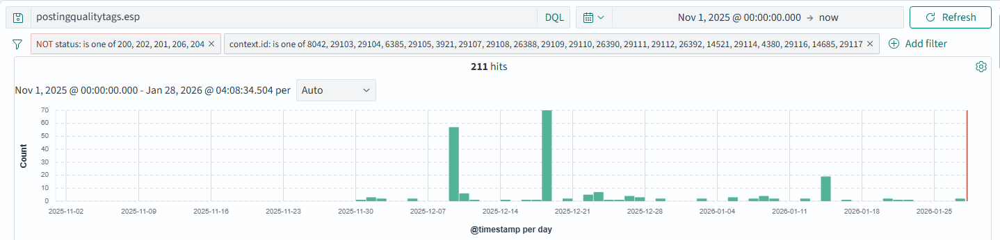 postingqualitytags.esp DQL Nov 1, 2025 @ 00:00:00.000 → now Refresh
NOT status: is one of 200, 202, 201, 206, 204 × context.id: is one of 8042, 29103, 29104, 6385, 29105, 3921, 29107, 29108, 26388, 29109, 29110, 26390, 29111, 29112, 26392, 14521, 29114, 4380, 29116, 14685, 29117 × Add filter
211 hits
Nov 1, 2025 @ 00:00:00.000 - Jan 28, 2026 @ 04:08:34.504 per Auto
Count
70
60
50
40
30
20
10
0
2025-11-02 2025-11-09 2025-11-16 2025-11-23 2025-11-30 2025-12-07 2025-12-14 2025-12-21 2025-12-28 2026-01-04 2026-01-11 2026-01-18 2026-01-25
@timestamp per day